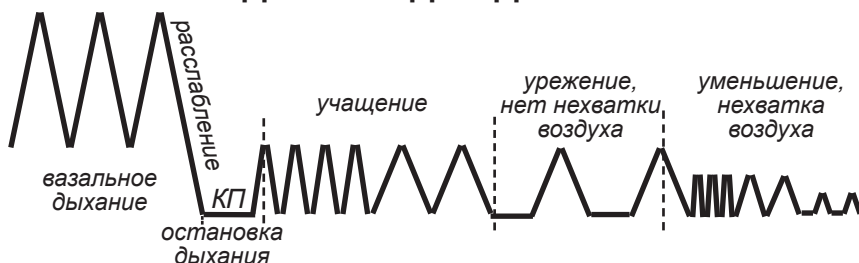 расслабление
вазальное
дыхание
КП
остановка
дыхания
учащение
урежение,
нет нехватки
воздуха
уменьшение,
нехватка
воздуха